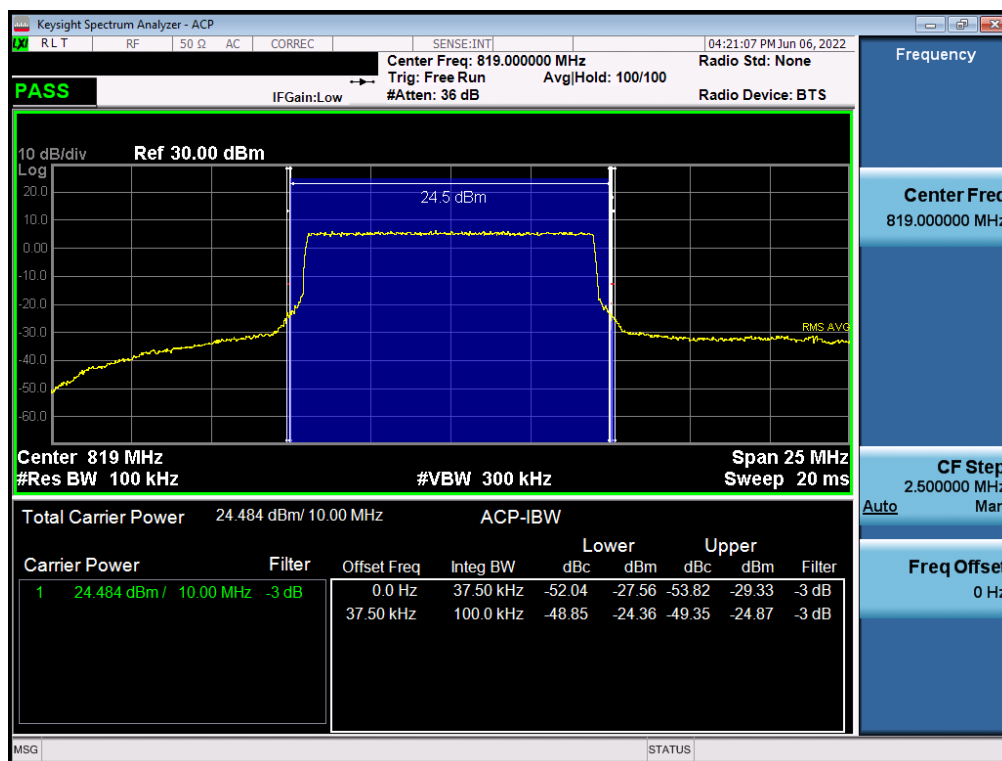 Keysight Spectrum Analyzer - ACP
LXI RLT RF 50 Ω AC CORREC SENSE:INT 04:21:07 PM Jun 06, 2022
Center Freq: 819.000000 MHz Radio Std: None
Trig: Free Run Avg|Hold: 100/100
PASS IFGain:Low #Atten: 36 dB Radio Device: BTS
10 dB/div Ref 30.00 dBm
Log
20.0
10.0
0.00
-10.0
-20.0
-30.0
-40.0
-50.0
-60.0
24.5 dBm
RMS AVG
Center 819 MHz Span 25 MHz
#Res BW 100 kHz #VBW 300 kHz Sweep 20 ms
Total Carrier Power 24.484 dBm/ 10.00 MHz ACP-IBW
Lower Upper
Carrier Power Filter Offset Freq Integ BW dBc dBm dBc dBm Filter
1 24.484 dBm / 10.00 MHz -3 dB 0.0 Hz 37.50 kHz -52.04 -27.56 -53.82 -29.33 -3 dB
37.50 kHz 100.0 kHz -48.85 -24.36 -49.35 -24.87 -3 dB
MSG STATUS
Frequency
Center Freq
819.000000 MHz
CF Step
2.500000 MHz
Auto Man
Freq Offset
0 Hz